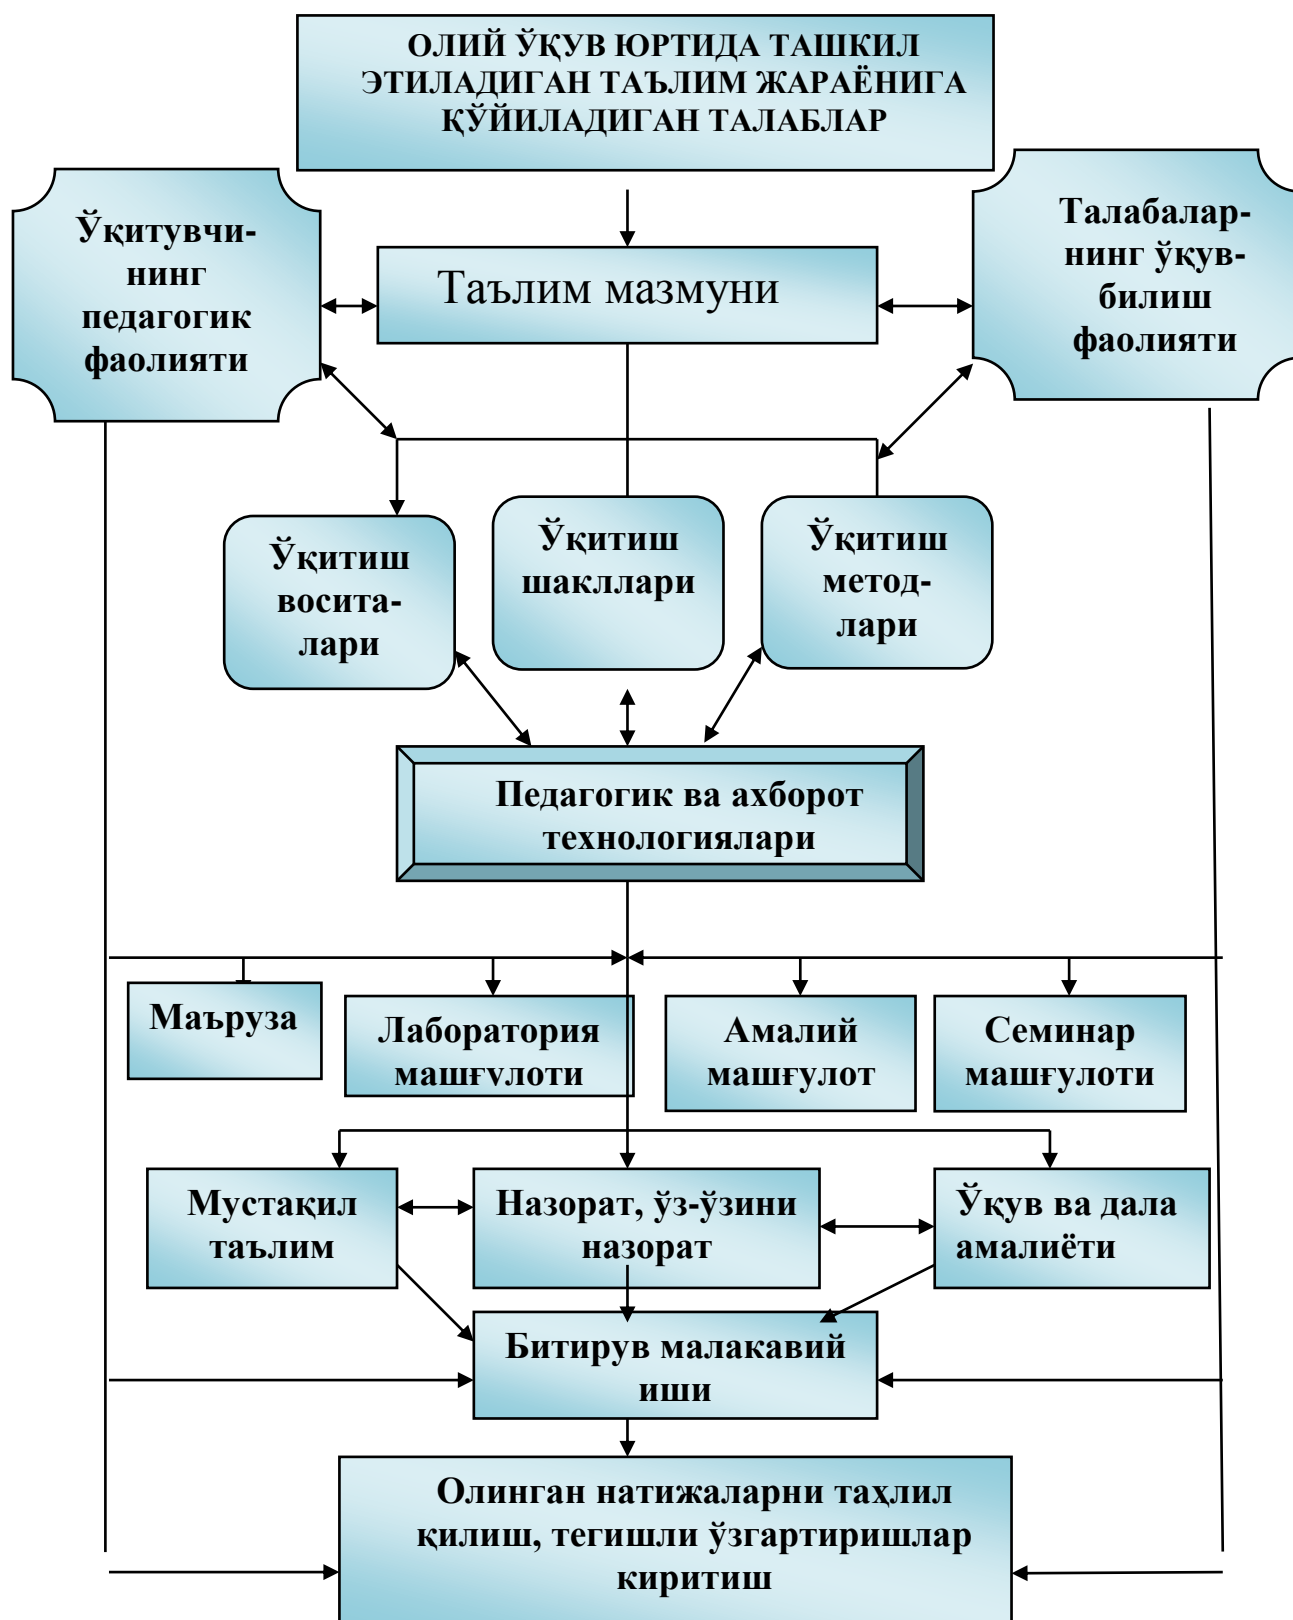 ОЛИЙ ЎҚУВ ЮРТИДА ТАШКИЛ
ЭТИЛАДИГАН ТАЪЛИМ ЖАРАЁНИГА
ҚЎЙИЛАДИГАН ТАЛАБЛАР
Ўқитувчи-
нинг
педагогик
фаолияти
Таълим мазмуни
Талабалар-
нинг ўқув-
билиш
фаолияти
Ўқитиш
восита-
лари
Ўқитиш
шакллари
Ўқитиш
метод-
лари
Педагогик ва ахборот
технологиялари
Маъруза
Лаборатория
машғулоти
Амалий
машғулот
Семинар
машғулоти
Мустақил
таълим
Назорат, ўз-ўзини
назорат
Ўқув ва дала
амалиёти
Битирув малакавий
иши
Олинган натижаларни таҳлил
қилиш, тегишли ўзгартиришлар
киритиш